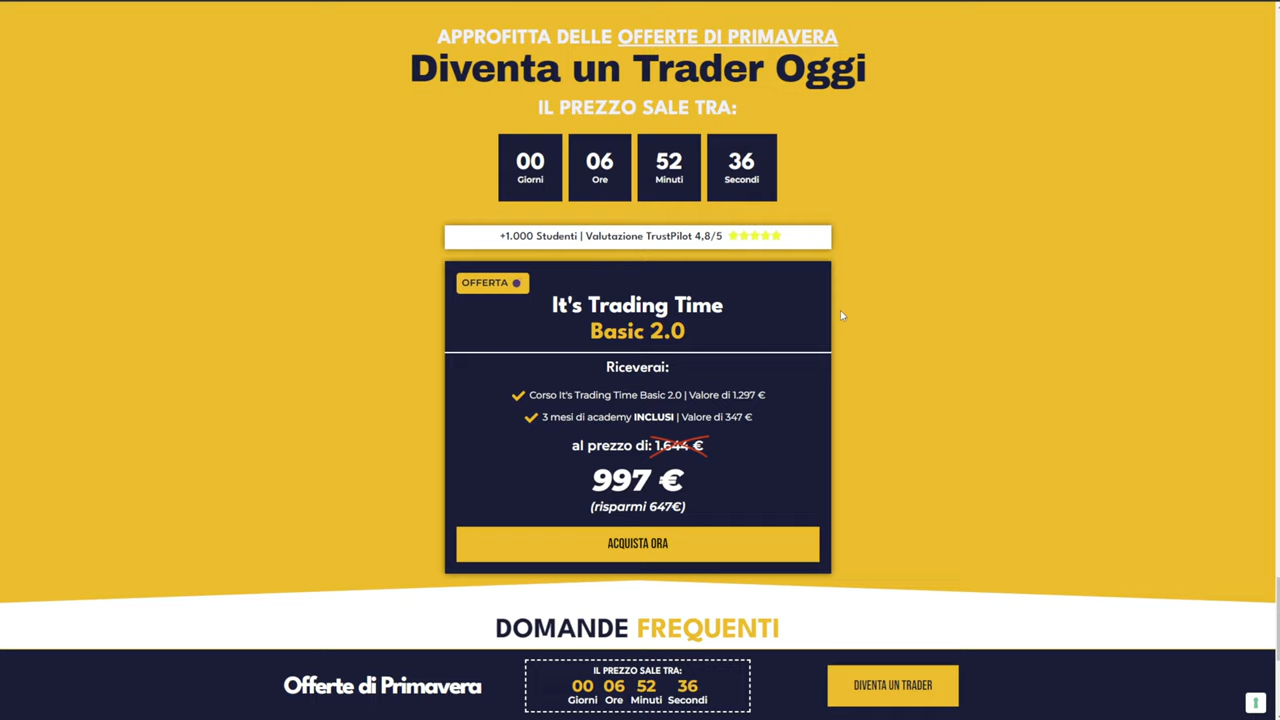 APPROFITTA DELLE OFFERTE DI PRIMAVERA
Diventa un Trader Oggi
IL PREZZO SALE TRA:
00 06 52 36
Giorni Ore Minuti Secondi
+1.000 Studenti | Valutazione TrustPilot 4,8/5
OFFERTA
It's Trading Time
Basic 2.0
Riceverai:
Corso It's Trading Time Basic 2.0 | Valore di 1.297 €
3 mesi di academy INCLUSI | Valore di 347 €
al prezzo di: 1.644 €
997 €
(risparmi 647€)
ACQUISTA ORA
DOMANDE FREQUENTI
Offerte di Primavera
IL PREZZO SALE TRA:
00 06 52 36
Giorni Ore Minuti Secondi
DIVENTA UN TRADER